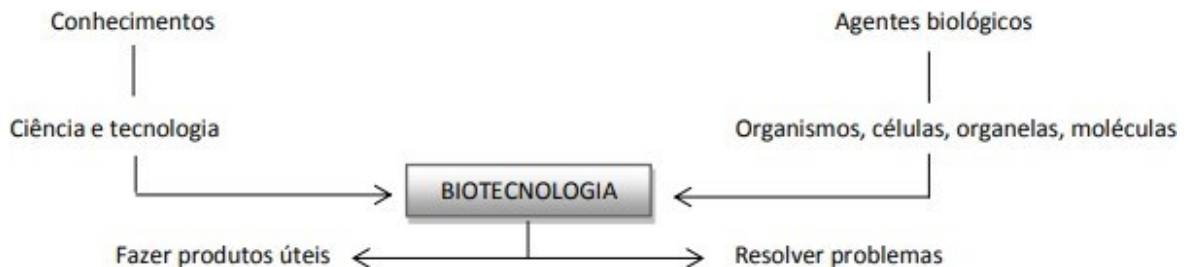 Conhecimentos
Agentes biológicos
Ciência e tecnologia
Organismos, células, organelas, moléculas
BIOTECNOLOGIA
Fazer produtos úteis
Resolver problemas